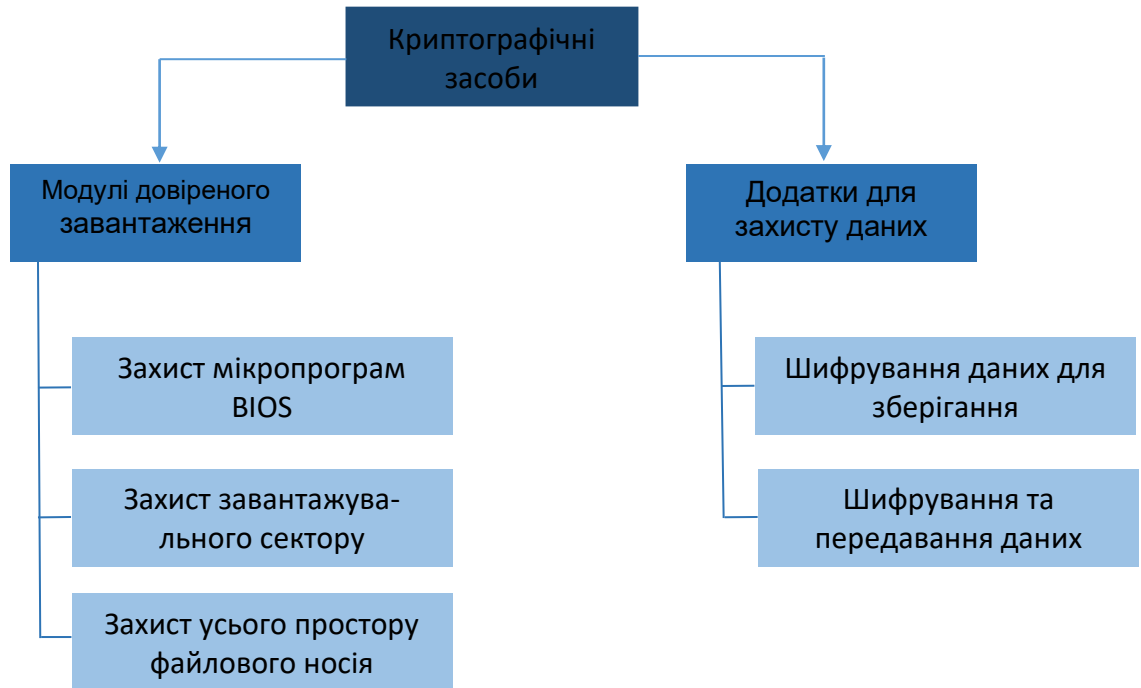 Криптографічні
засоби
Модулі довіреного
завантаження
Захист мікропрограм
BIOS
Захист завантажува-
льного сектору
Захист усього простору
файлового носія
Додатки для
захисту даних
Шифрування даних для
зберігання
Шифрування та
передавання даних